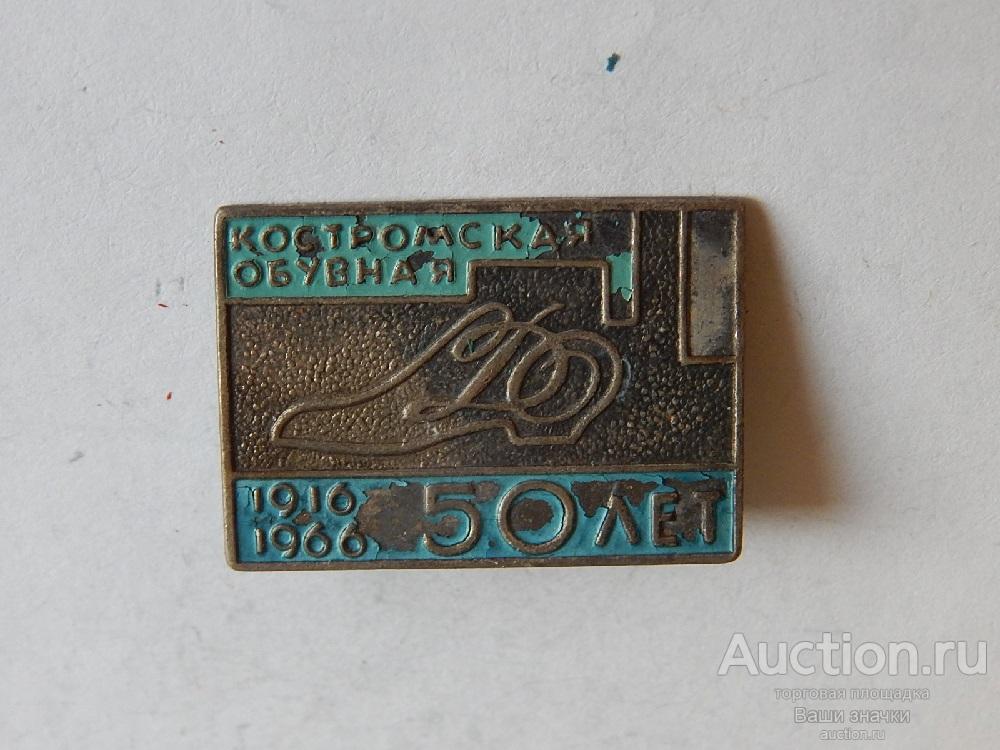 КОСТРОМСКАЯ
ОБУВНАЯ
1916
1966
50 ЛЕТ
Auction.ru
торговая площадка
Ваши значки
auction.ru